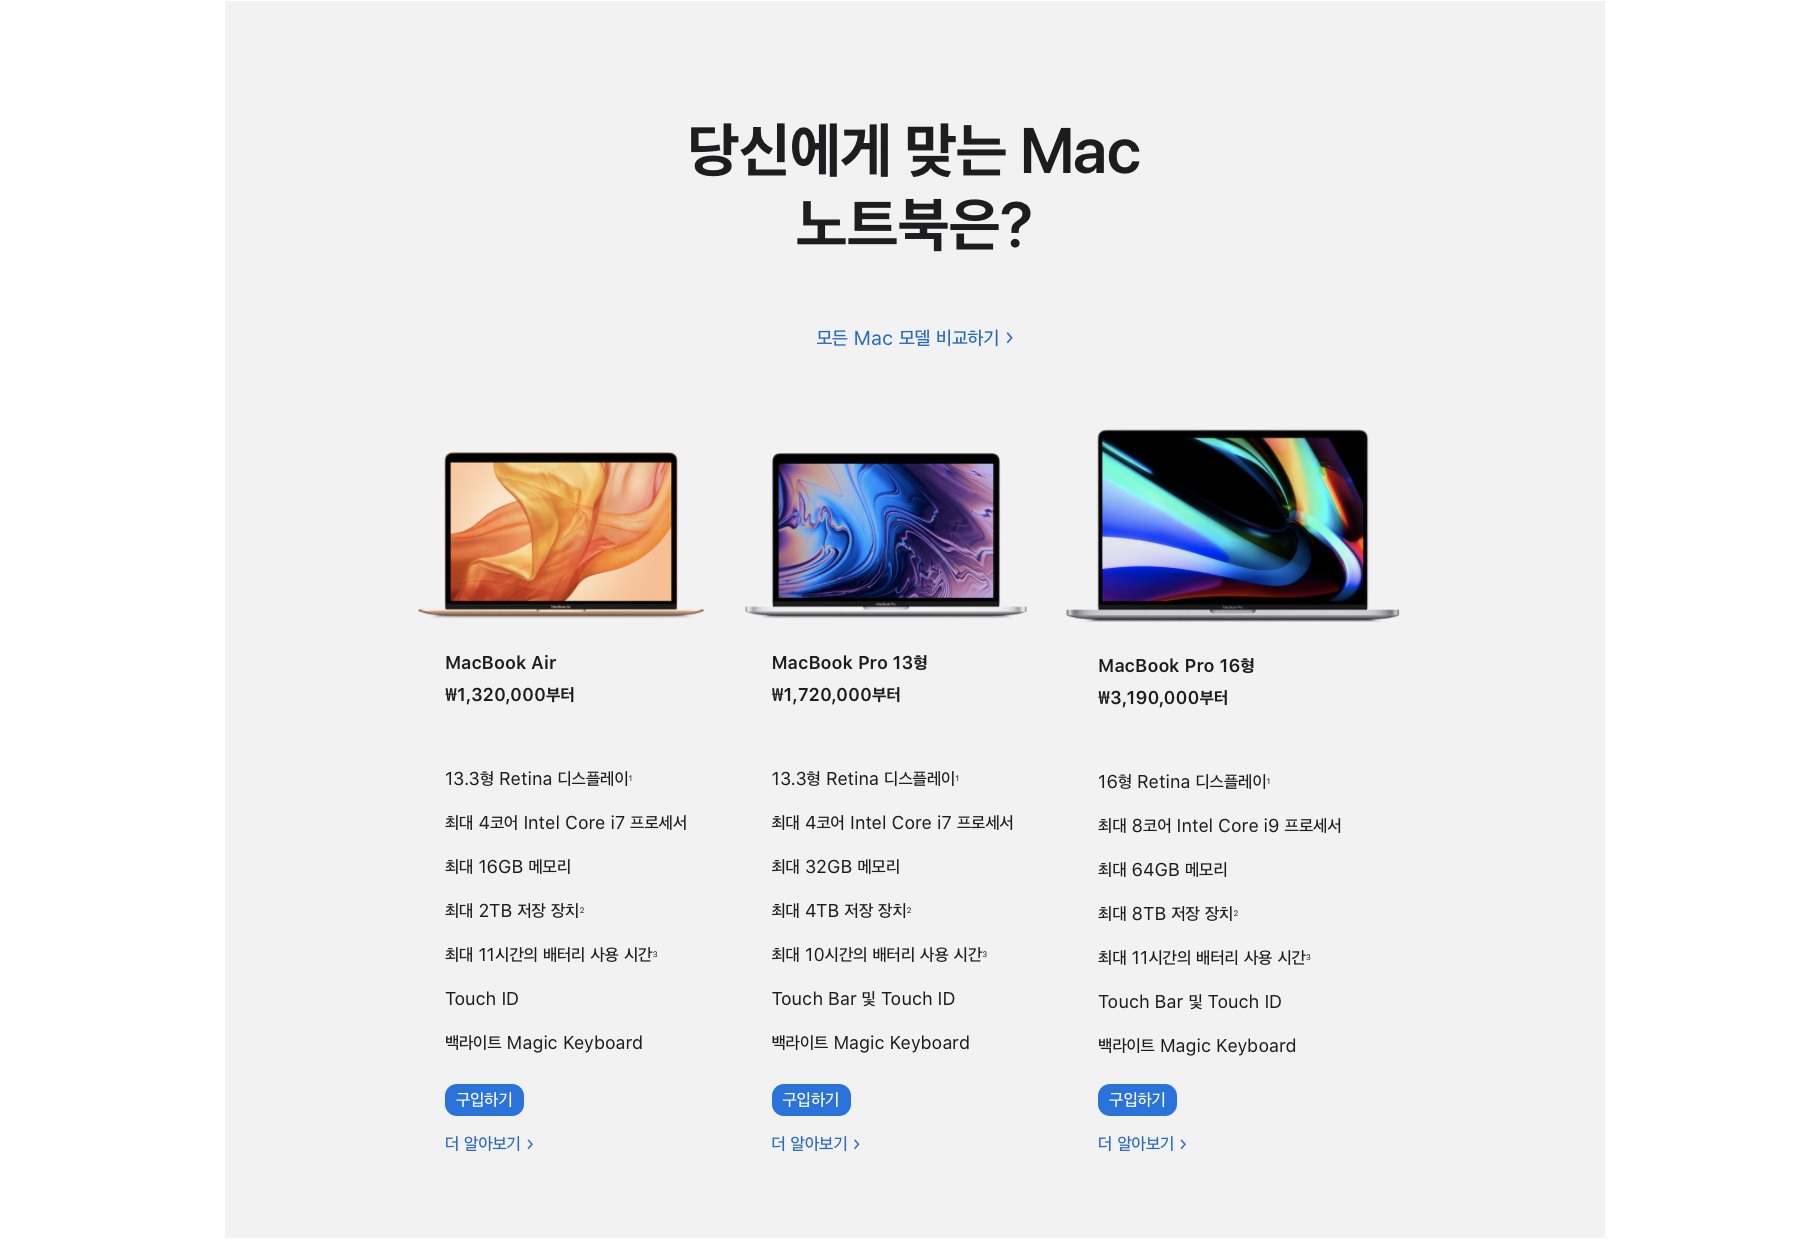 당신에게 맞는 Mac
노트북은?
모든 Mac 모델 비교하기 >
MacBook Air
₩1,320,000부터
13.3형 Retina 디스플레이1
최대 4코어 Intel Core i7 프로세서
최대 16GB 메모리
최대 2TB 저장 장치2
최대 11시간의 배터리 사용 시간3
Touch ID
백라이트 Magic Keyboard
구입하기
더 알아보기 >
MacBook Pro 13형
₩1,720,000부터
13.3형 Retina 디스플레이1
최대 4코어 Intel Core i7 프로세서
최대 32GB 메모리
최대 4TB 저장 장치2
최대 10시간의 배터리 사용 시간3
Touch Bar 및 Touch ID
백라이트 Magic Keyboard
구입하기
더 알아보기 >
MacBook Pro 16형
₩3,190,000부터
16형 Retina 디스플레이1
최대 8코어 Intel Core i9 프로세서
최대 64GB 메모리
최대 8TB 저장 장치2
최대 11시간의 배터리 사용 시간3
Touch Bar 및 Touch ID
백라이트 Magic Keyboard
구입하기
더 알아보기 >